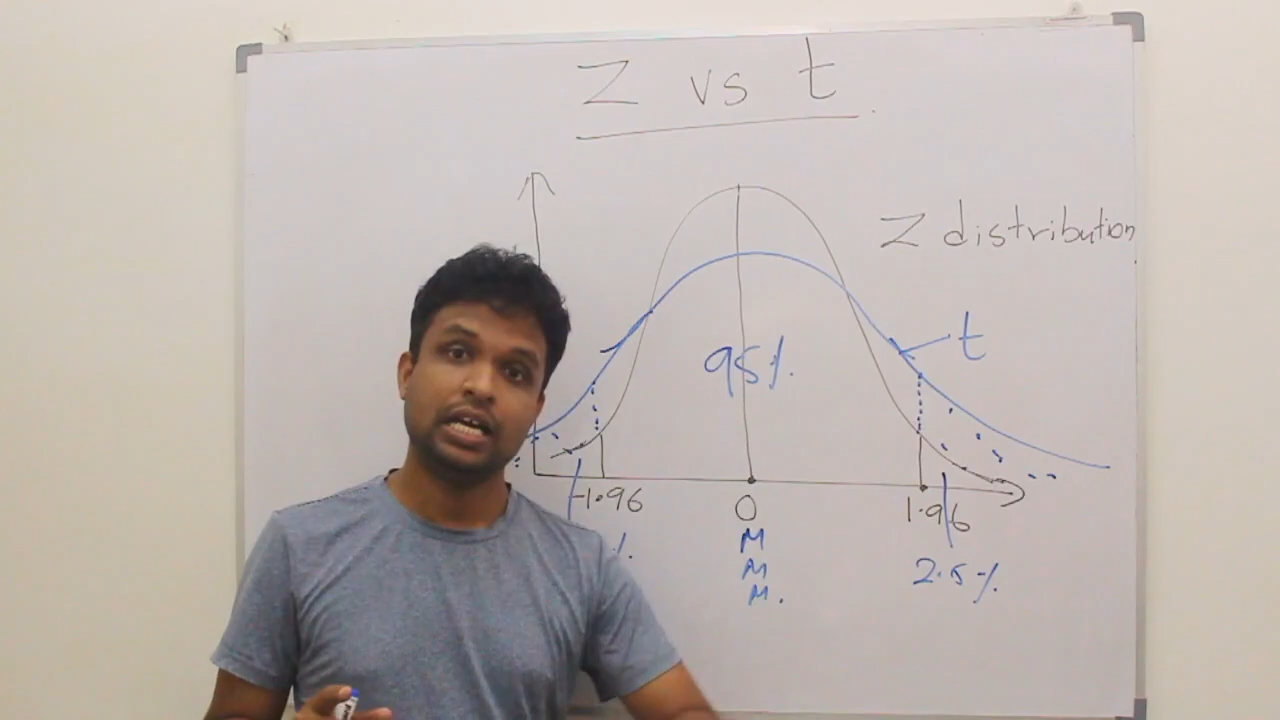 Z vs t
Z distribution
t
95%
-1.96
0
1.96
%
2.5%
M
M
M.